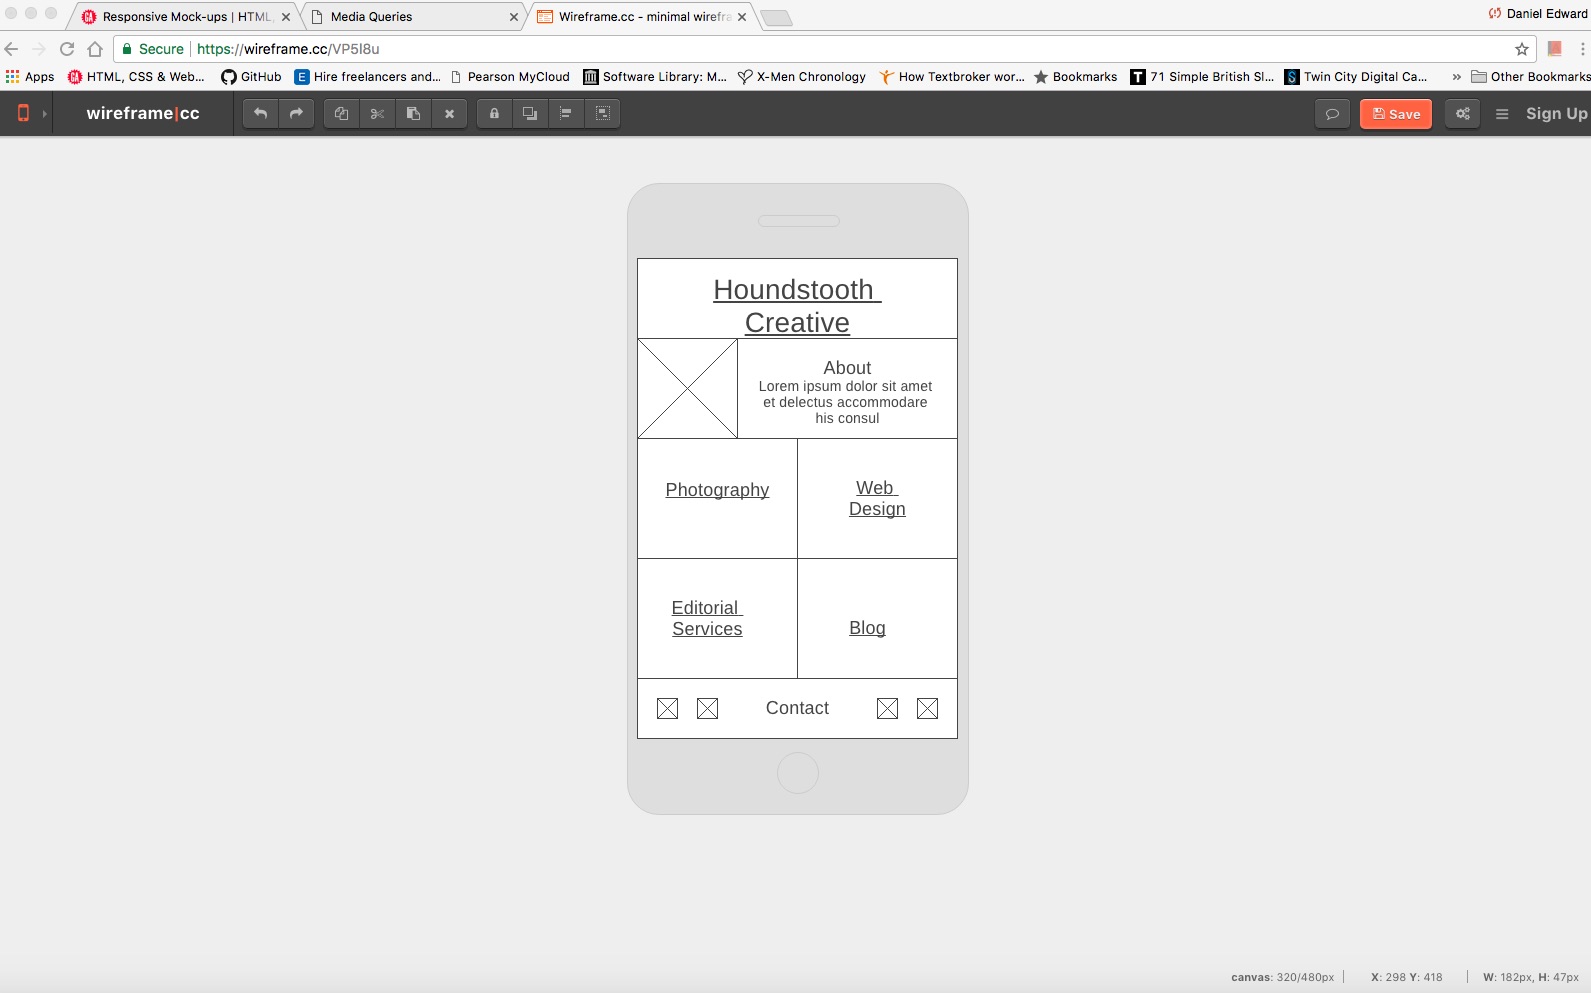 Responsive Mock-ups | HTML,
Media Queries
Wireframe.cc - minimal wirefra
Daniel Edward
Secure
https://wireframe.cc/VP5l8u
Apps
HTML, CSS & Web...
GitHub
Hire freelancers and...
Pearson MyCloud
Software Library: M...
X-Men Chronology
How Textbroker wor...
Bookmarks
71 Simple British Sl...
Twin City Digital Ca...
»
Other Bookmarks
wireframe|cc
Save
Sign Up
Houndstooth
Creative
About
Lorem ipsum dolor sit amet
et delectus accommodare
his consul
Photography
Web
Design
Editorial
Services
Blog
Contact
canvas: 320/480px
X: 298 Y: 418
W: 182px, H: 47px